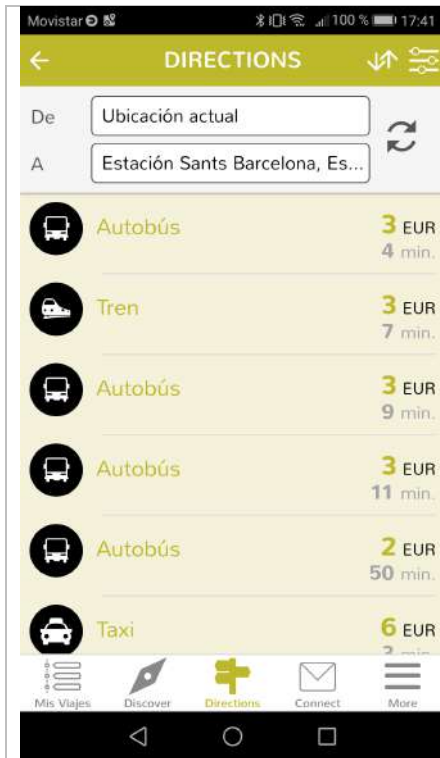 Movistar 100 % 17:41
DIRECTIONS
De Ubicación actual
A Estación Sants Barcelona, Es...
Autobús 3 EUR
4 min.
Tren 3 EUR
7 min.
Autobús 3 EUR
9 min.
Autobús 3 EUR
11 min.
Autobús 2 EUR
50 min.
Taxi 6 EUR
Mis Viajes Discover Directions Connect More